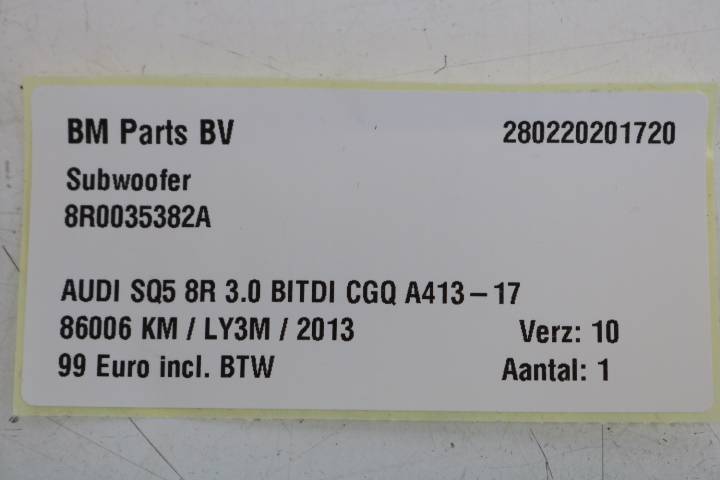 BM Parts BV 280220201720
Subwoofer
8R0035382A
AUDI SQ5 8R 3.0 BITDI CGQ A413-17
86006 KM / LY3M / 2013 Verz: 10
99 Euro incl. BTW Aantal: 1